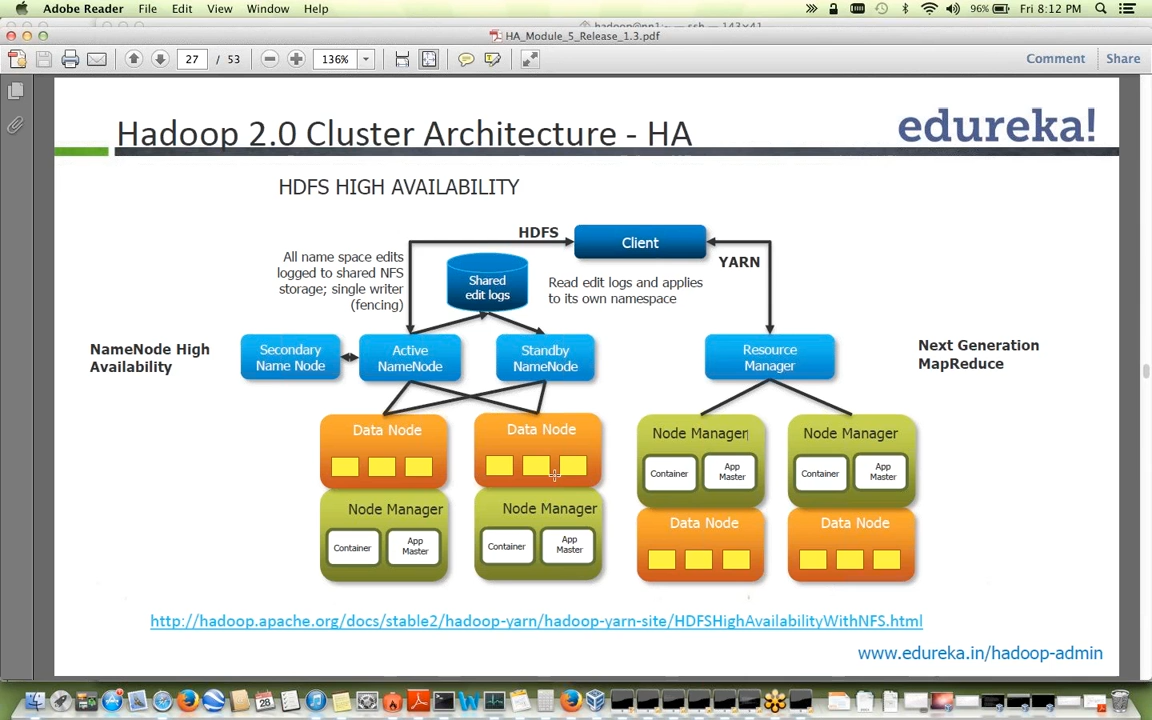 Adobe Reader File Edit View Window Help
96% Fri 8:12 PM
hadoop@nn1:~ — ssh — 143×41
HA_Module_5_Release_1.3.pdf
27 / 53 136% Comment Share
Hadoop 2.0 Cluster Architecture - HA
edureka!
HDFS HIGH AVAILABILITY
HDFS
Client
YARN
All name space edits
logged to shared NFS
storage; single writer
(fencing)
Shared
edit logs
Read edit logs and applies
to its own namespace
NameNode High
Availability
Secondary
Name Node
Active
NameNode
Standby
NameNode
Resource
Manager
Next Generation
MapReduce
Data Node
Data Node
Node Manager
Container
App
Master
Node Manager
Container
App
Master
Node Manager
Container
App
Master
Node Manager
Container
App
Master
Data Node
Data Node
http://hadoop.apache.org/docs/stable2/hadoop-yarn/hadoop-yarn-site/HDFSHighAvailabilityWithNFS.html
www.edureka.in/hadoop-admin
28